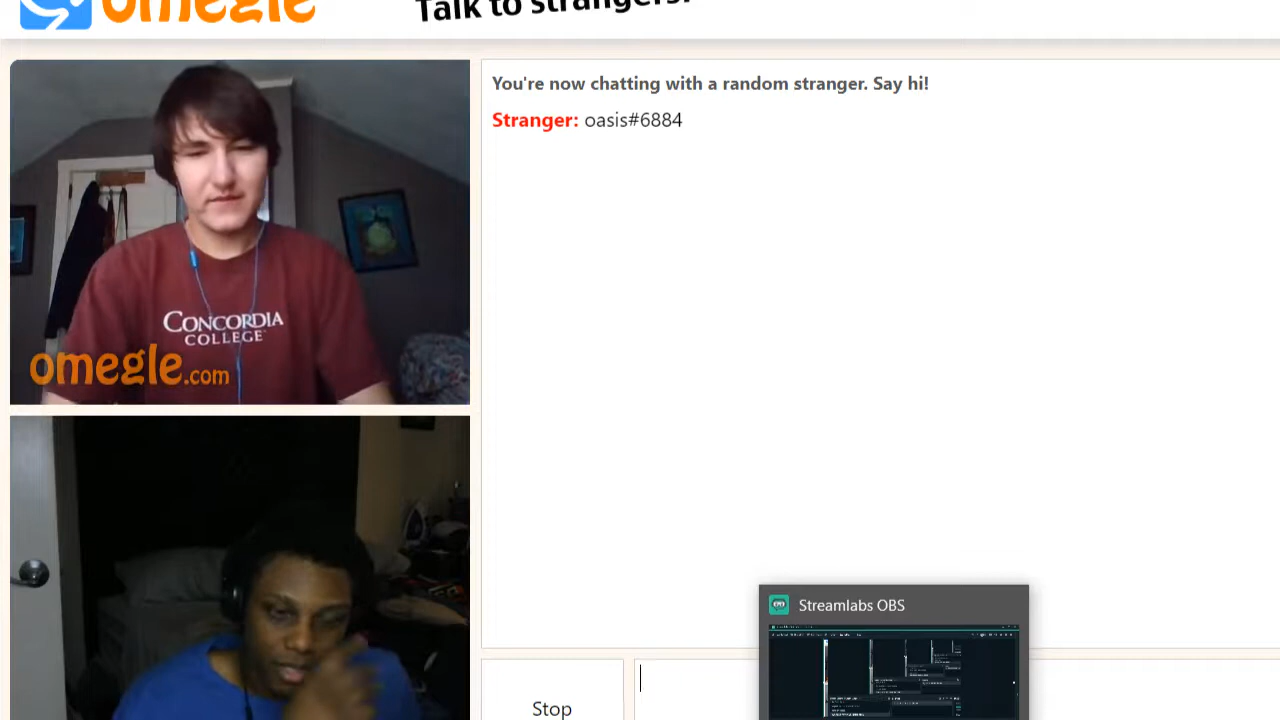 omegle
Talk to strangers!
You're now chatting with a random stranger. Say hi!
Stranger: oasis#6884
CONCORDIA
COLLEGE
omegle.com
Streamlabs OBS
Stop